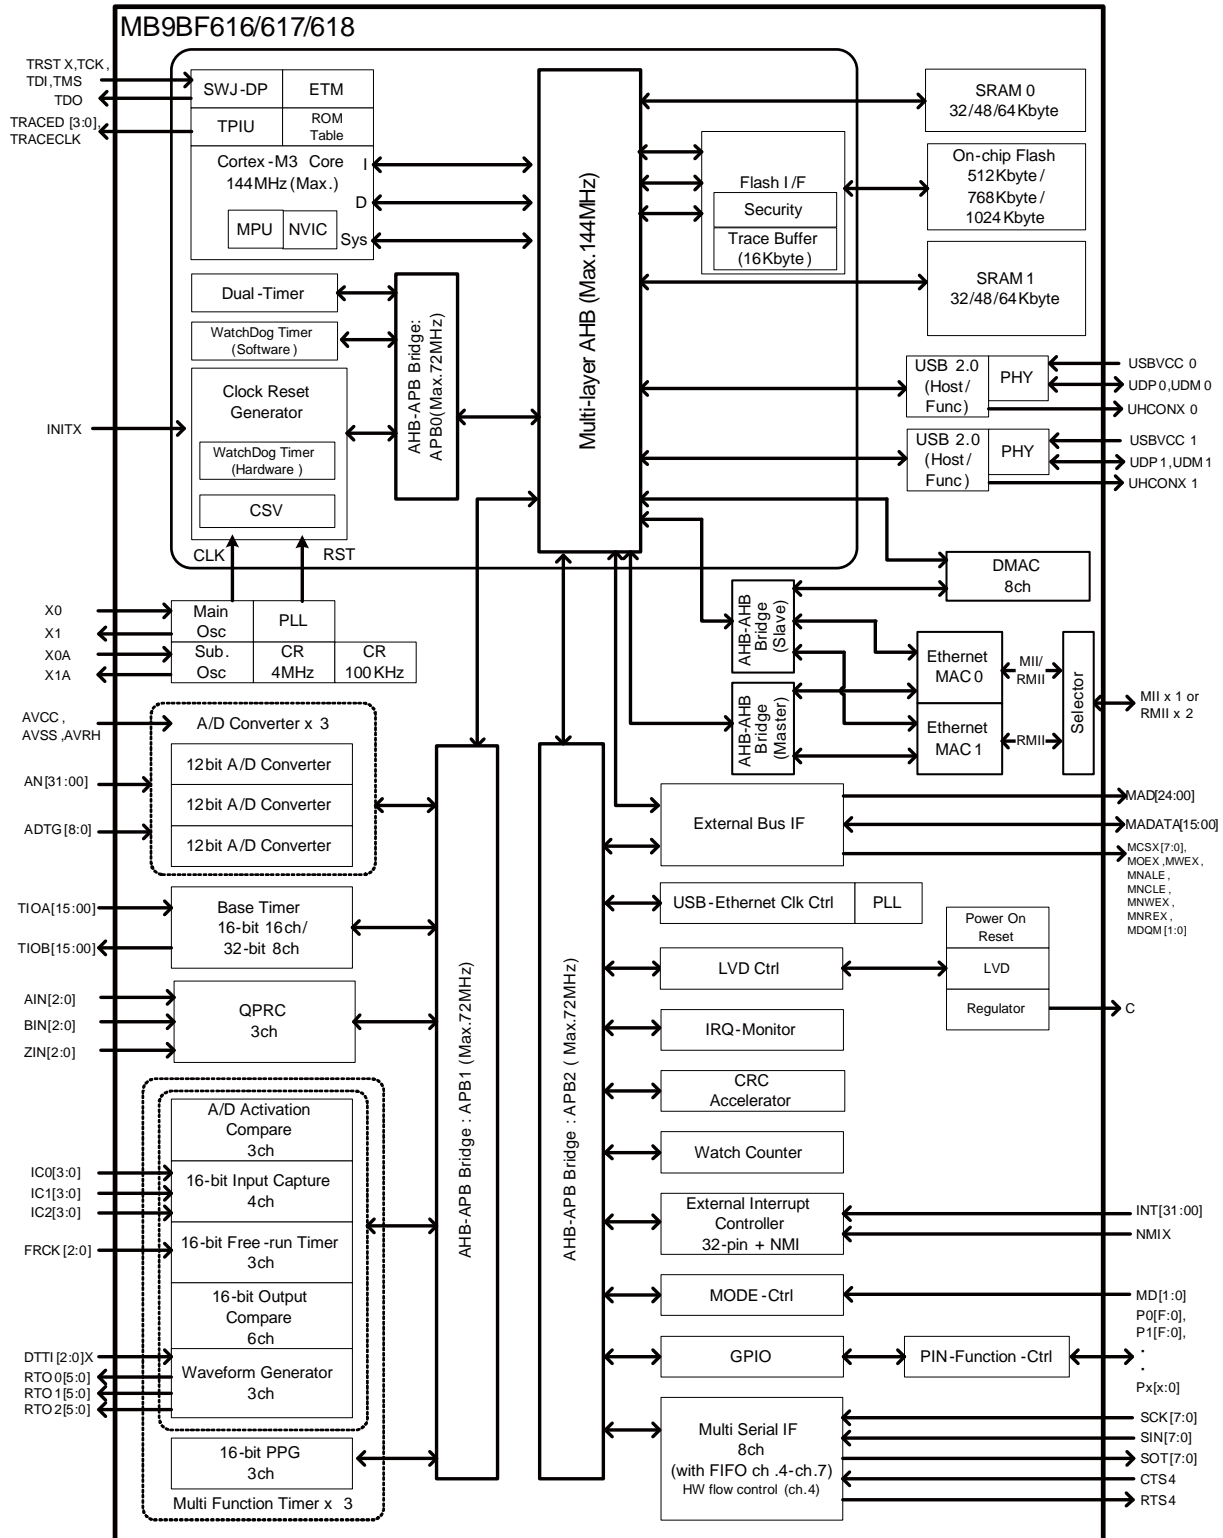 MB9BF616/617/618
TRSTX,TCK,
TDI,TMS
TDO
TRACED [3:0],
TRACECLK
SWJ-DP
ETM
TPIU
ROM
Table
Cortex-M3 Core
144MHz(Max.)
I
D
Sys
MPU
NVIC
Dual-Timer
WatchDog Timer
(Software)
Clock Reset
Generator
WatchDog Timer
(Hardware)
CSV
INITX
CLK
RST
AHB-APB Bridge:
APB0(Max.72MHz)
Multi-layer AHB (Max.144MHz)
Flash I/F
Security
Trace Buffer
(16Kbyte)
SRAM 0
32/48/64Kbyte
On-chip Flash
512Kbyte/
768Kbyte/
1024Kbyte
SRAM 1
32/48/64Kbyte
USB 2.0
(Host/
Func)
PHY
USBVCC 0
UDP0,UDM0
UHCONX 0
USB 2.0
(Host/
Func)
PHY
USBVCC 1
UDP1,UDM1
UHCONX 1
DMAC
8ch
AHB-AHB
Bridge
(Slave)
AHB-AHB
Bridge
(Master)
Ethernet
MAC 0
Ethernet
MAC 1
MII/
RMII
RMII
Selector
MII x 1 or
RMII x 2
X0
X1
X0A
X1A
Main
Osc
PLL
Sub.
Osc
CR
4MHz
CR
100KHz
AVCC,
AVSS,AVRH
AN[31:00]
ADTG[8:0]
A/D Converter x 3
12bit A/D Converter
12bit A/D Converter
12bit A/D Converter
TIOA[15:00]
TIOB[15:00]
Base Timer
16-bit 16ch/
32-bit 8ch
AIN[2:0]
BIN[2:0]
ZIN[2:0]
QPRC
3ch
A/D Activation
Compare
3ch
IC0[3:0]
IC1[3:0]
IC2[3:0]
16-bit Input Capture
4ch
FRCK[2:0]
16-bit Free-run Timer
3ch
16-bit Output
Compare
6ch
DTTI[2:0]X
RTO0[5:0]
RTO1[5:0]
RTO2[5:0]
Waveform Generator
3ch
16-bit PPG
3ch
Multi Function Timer x 3
AHB-APB Bridge : APB1 (Max.72MHz)
AHB-APB Bridge : APB2 (Max.72MHz)
External Bus IF
MAD[24:00]
MADATA[15:00]
MCSX[7:0],
MOEX,MWEX,
MNALE,
MNCLE,
MNWEX,
MNREX,
MDQM[1:0]
USB-Ethernet Clk Ctrl
PLL
LVD Ctrl
Power On
Reset
LVD
Regulator
C
IRQ-Monitor
CRC
Accelerator
Watch Counter
External Interrupt
Controller
32-pin + NMI
INT[31:00]
NMIX
MODE-Ctrl
MD[1:0]
P0[F:0],
P1[F:0],
.
.
Px[x:0]
GPIO
PIN-Function-Ctrl
Multi Serial IF
8ch
(with FIFO ch.4-ch.7)
HW flow control (ch.4)
SCK[7:0]
SIN[7:0]
SOT[7:0]
CTS4
RTS4